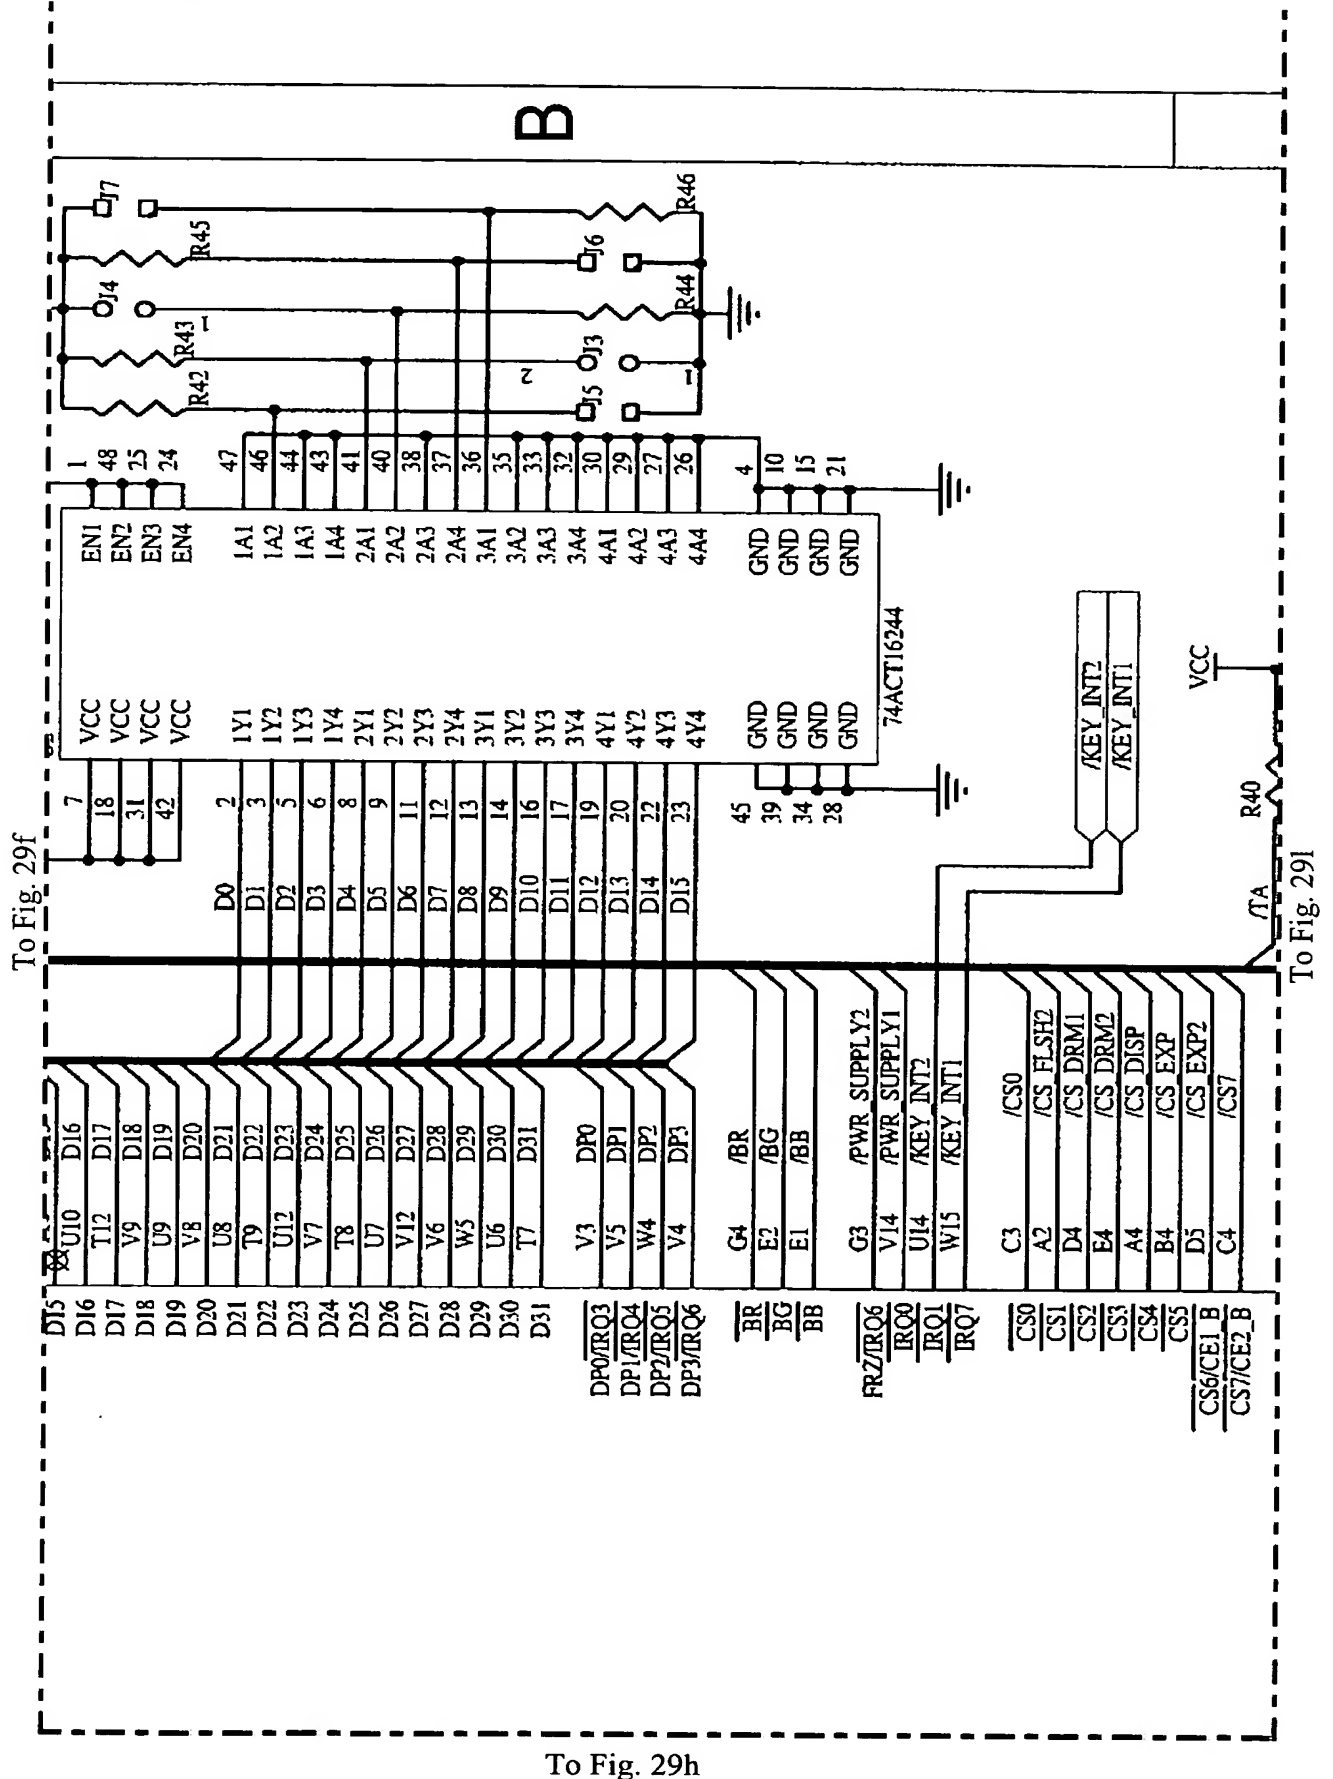 B
J7
R45
J4
1
R43
R42
R46
J6
R44
J3
2
1
J5
1
48
25
24
47
46
44
43
41
40
38
37
36
35
33
32
30
29
27
26
4
10
15
21
EN1
EN2
EN3
EN4
1A1
1A2
1A3
1A4
2A1
2A2
2A3
2A4
3A1
3A2
3A3
3A4
4A1
4A2
4A3
4A4
GND
GND
GND
GND
VCC
VCC
VCC
VCC
1Y1
1Y2
1Y3
1Y4
2Y1
2Y2
2Y3
2Y4
3Y1
3Y2
3Y3
3Y4
4Y1
4Y2
4Y3
4Y4
GND
GND
GND
GND
74ACT16244
7
18
31
42
2
3
5
6
8
9
11
12
13
14
16
17
19
20
22
23
45
39
34
28
D0
D1
D2
D3
D4
D5
D6
D7
D8
D9
D10
D11
D12
D13
D14
D15
/KEY_INT2
/KEY_INT1
VCC
R40
/TA
To Fig. 29f
To Fig. 29l
D16
D17
D18
D19
D20
D21
D22
D23
D24
D25
D26
D27
D28
D29
D30
D31
DP0
DP1
DP2
DP3
/BR
/BG
/BB
/PWR_SUPPLY2
/PWR_SUPPLY1
/KEY_INT2
/KEY_INT1
/CS0
/CS_FLSH2
/CS_DRM1
/CS_DRM2
/CS_DISP
/CS_EXP
/CS_EXP2
/CS7
U10
T12
V9
U9
V8
U8
T9
U12
V7
T8
U7
V12
V6
W5
U6
T7
V3
V5
W4
V4
G4
E2
E1
G3
V14
U14
W15
C3
A2
D4
E4
A4
B4
D5
C4
D15
D16
D17
D18
D19
D20
D21
D22
D23
D24
D25
D26
D27
D28
D29
D30
D31
DP0/IRQ3
DP1/IRQ4
DP2/IRQ5
DP3/IRQ6
BR
BG
BB
FRZ/IRQ6
IRQ0
IRQ1
IRQ7
CS0
CS1
CS2
CS3
CS4
CS5
CS6/CE1_B
CS7/CE2_B
To Fig. 29h